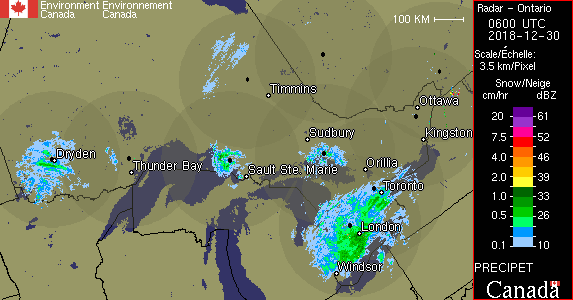 Environment Environnement
Canada Canada
100 KM
Timmins
Ottawa
Sudbury
Kingston
Dryden
Thunder Bay
Sault Ste. Marie
Orillia
Toronto
London
Windsor
Radar - Ontario
0600 UTC
2018-12-30
Scale/Échelle:
3.5 km/Pixel
Snow/Neige
cm/hr dBZ
20 61
7.5 52
4.0 46
2.0 39
1.0 33
0.5 26
0.1 10
PRECIPET
Canada